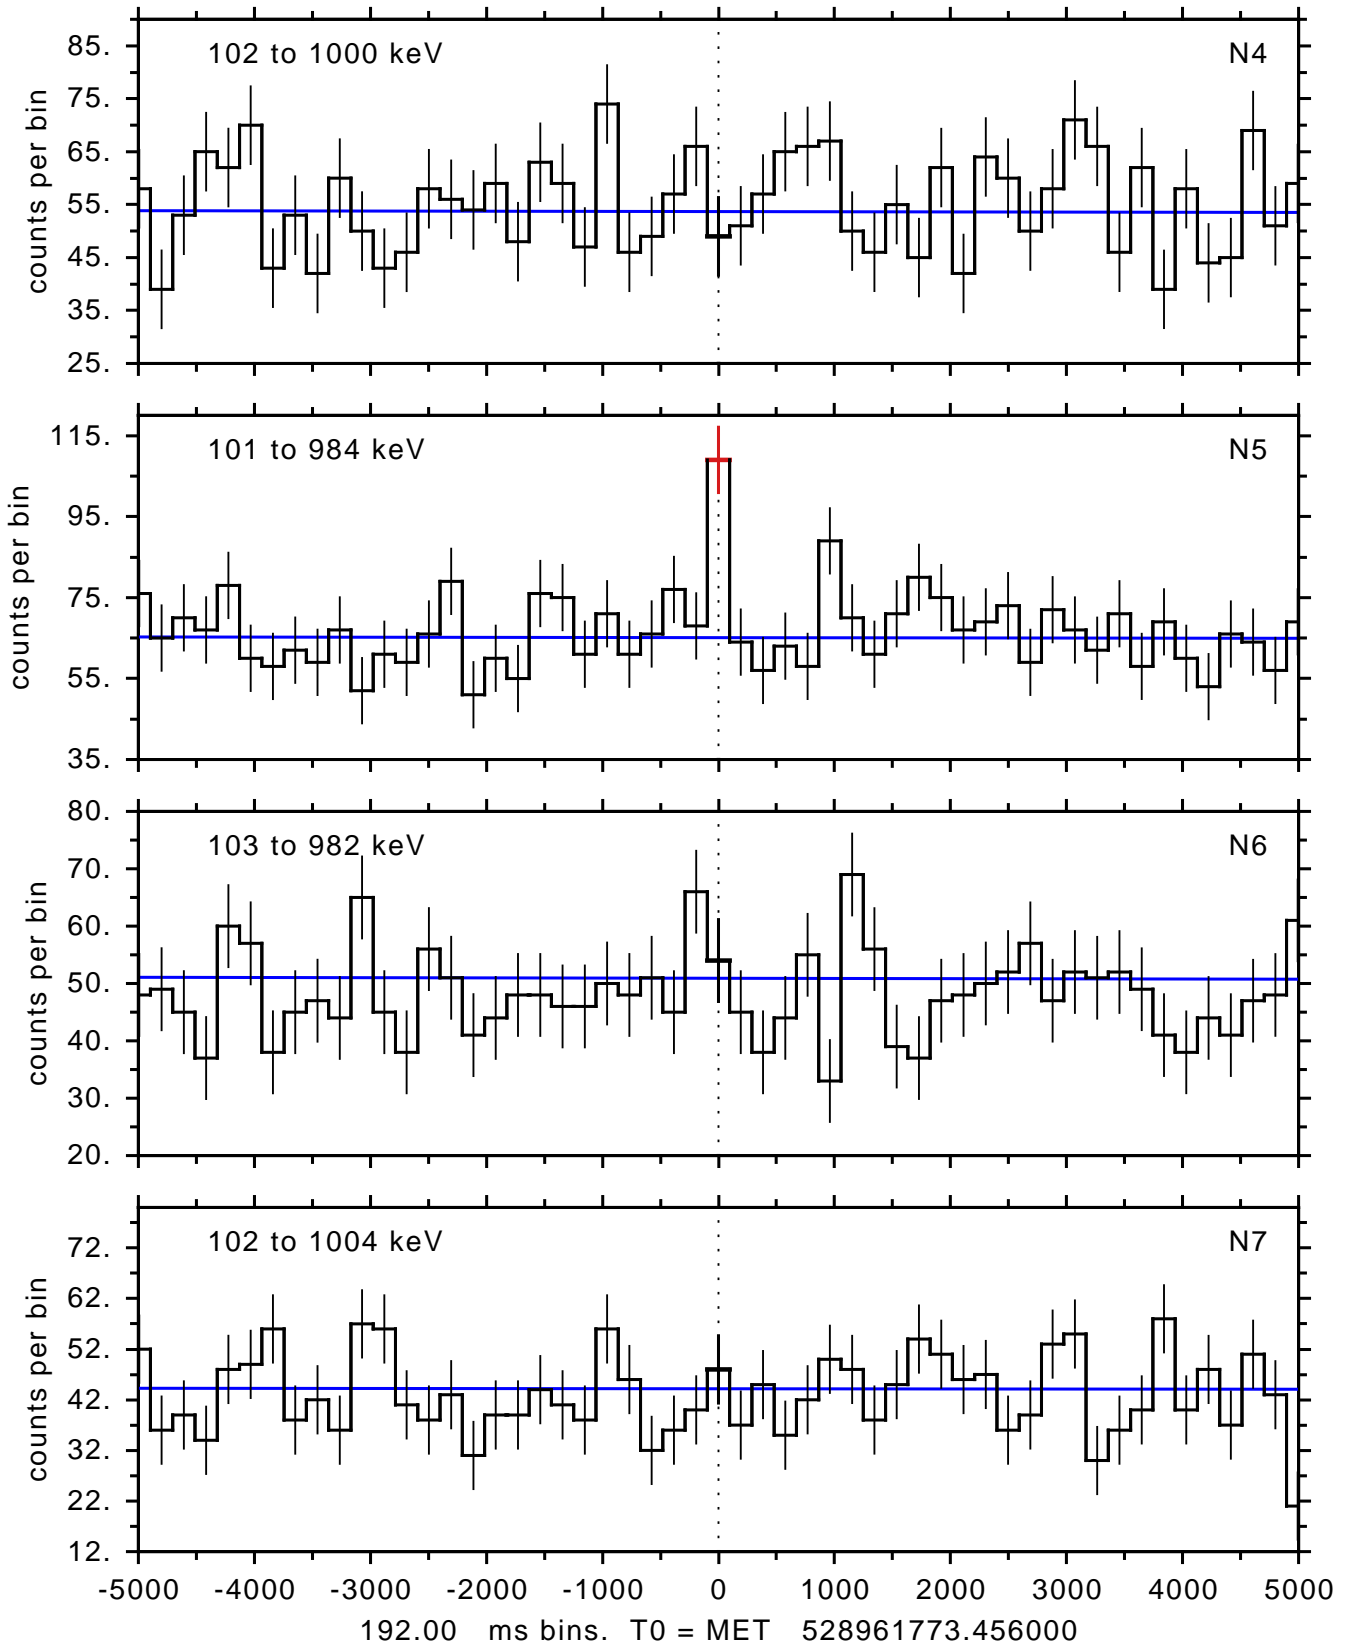 102 to 1000 keV N4
85.
75.
65.
55.
45.
35.
25.
counts per bin
101 to 984 keV N5
115.
95.
75.
55.
35.
counts per bin
103 to 982 keV N6
80.
70.
60.
50.
40.
30.
20.
counts per bin
102 to 1004 keV N7
72.
62.
52.
42.
32.
22.
12.
counts per bin
-5000 -4000 -3000 -2000 -1000 0 1000 2000 3000 4000 5000
192.00 ms bins. T0 = MET 528961773.456000